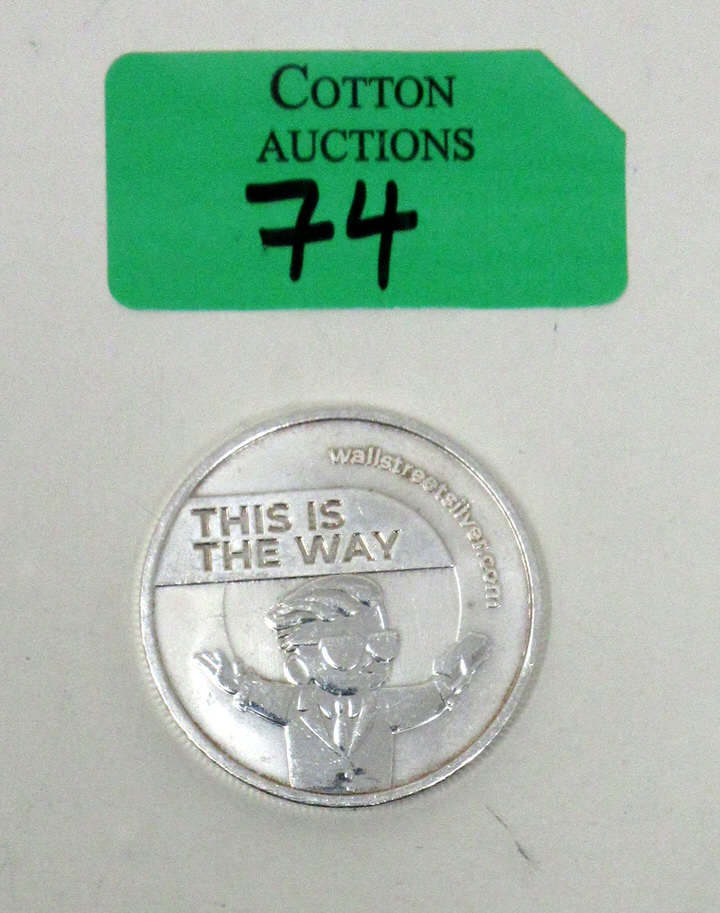 COTTON
AUCTIONS
74
wallstreetsilver.com
THIS IS
THE WAY